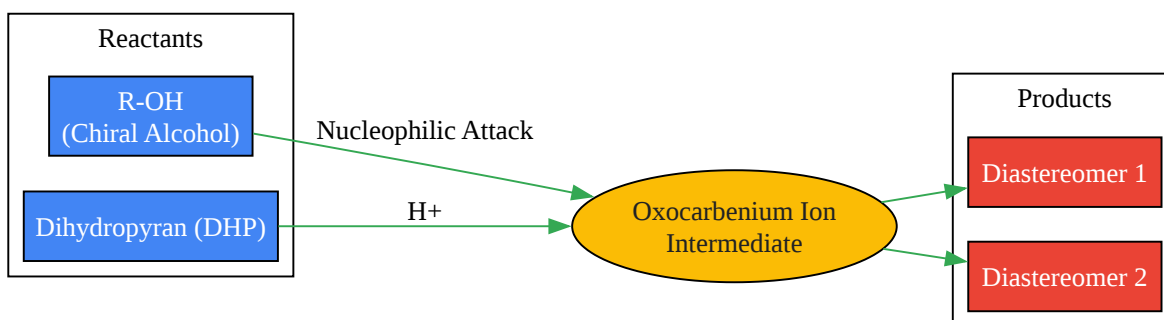 Reactants
R-OH
(Chiral Alcohol)
Dihydropyran (DHP)
Nucleophilic Attack
H+
Oxocarbenium Ion
Intermediate
Products
Diastereomer 1
Diastereomer 2